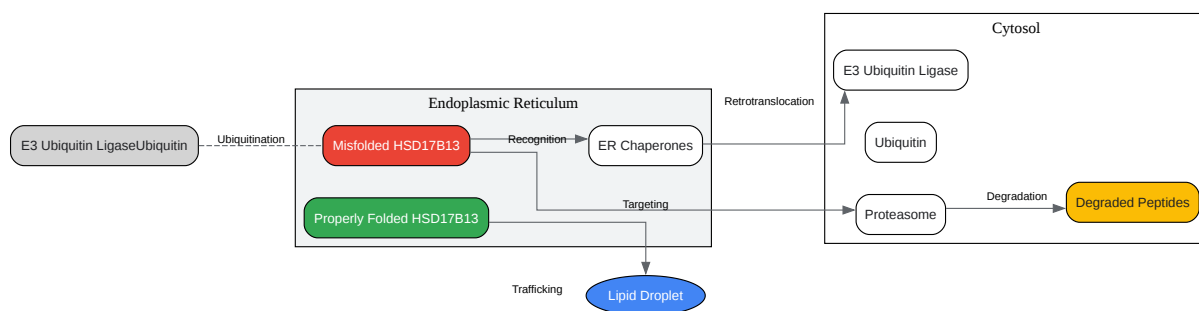 Cytosol
E3 Ubiquitin Ligase
Endoplasmic Reticulum
Retrotranslocation
E3 Ubiquitin LigaseUbiquitin
Ubiquitination
Misfolded HSD17B13
Recognition
ER Chaperones
Ubiquitin
Properly Folded HSD17B13
Targeting
Proteasome
Degradation
Degraded Peptides
Trafficking
Lipid Droplet